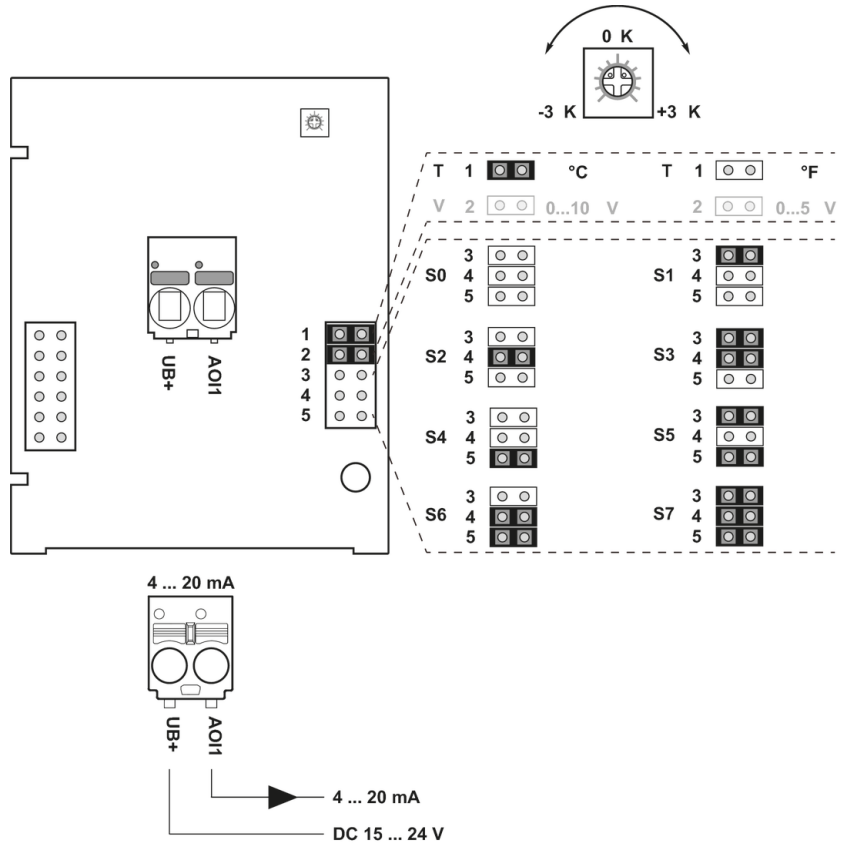 0 K
-3 K +3 K
T 1 °C T 1 °F
V 2 0...10 V 2 0...5 V
3 3
S0 4 S1 4
5 5
1
2
3
4
5
UB+ AOI1
3 3
S2 4 S3 4
5 5
3 3
S4 4 S5 4
5 5
3 3
S6 4 S7 4
5 5
4 ... 20 mA
UB+ AOI1
4 ... 20 mA
DC 15 ... 24 V